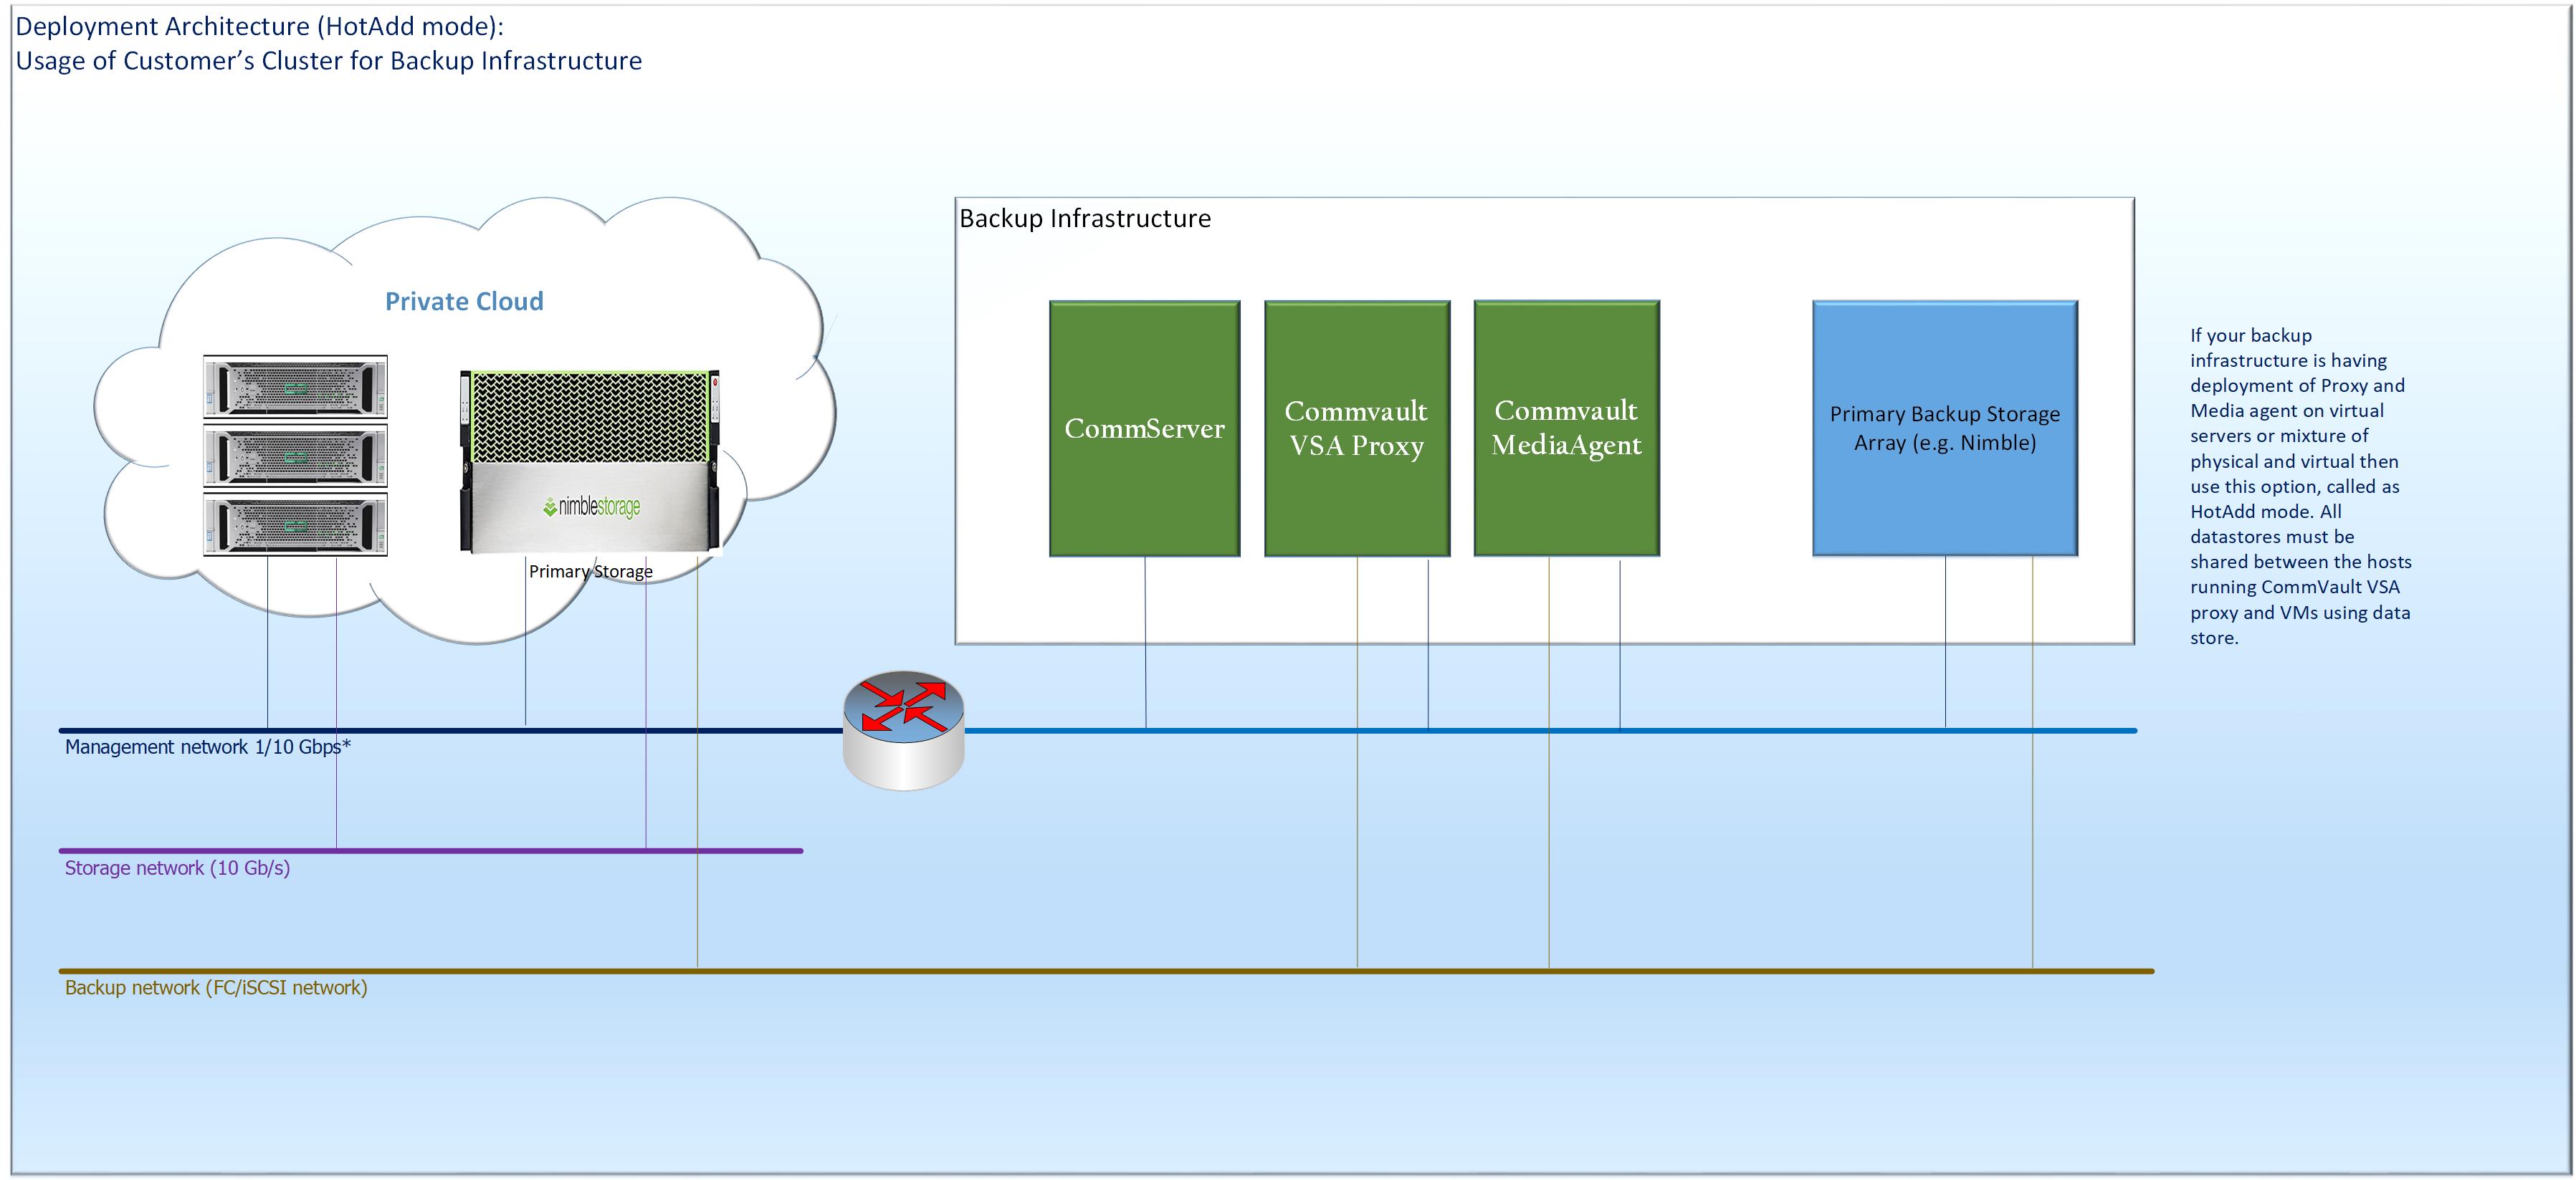 Deployment Architecture (HotAdd mode):
Usage of Customer’s Cluster for Backup Infrastructure
Private Cloud
nimblestorage
Primary Storage
Backup Infrastructure
CommServer
Commvault
VSA Proxy
Commvault
MediaAgent
Primary Backup Storage
Array (e.g. Nimble)
If your backup
infrastructure is having
deployment of Proxy and
Media agent on virtual
servers or mixture of
physical and virtual then
use this option, called as
HotAdd mode. All
datastores must be
shared between the hosts
running CommVault VSA
proxy and VMs using data
store.
Management network 1/10 Gbps*
Storage network (10 Gb/s)
Backup network (FC/iSCSI network)